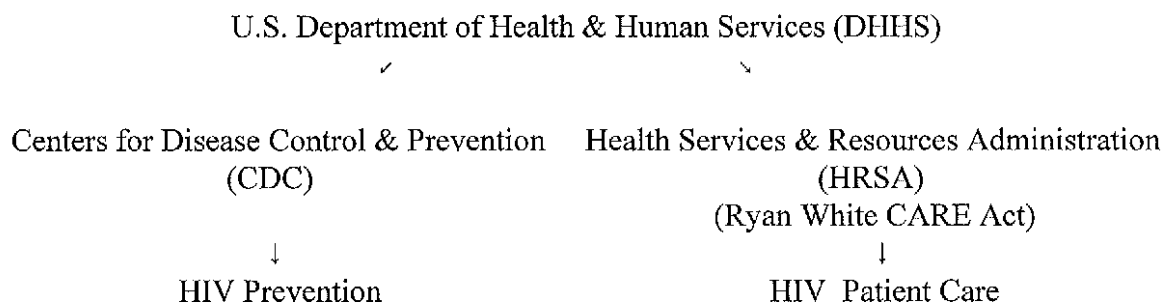 U.S. Department of Health & Human Services (DHHS)
↙ ↘
Centers for Disease Control & Prevention Health Services & Resources Administration
(CDC) (HRSA)
(Ryan White CARE Act)
↓ ↓
HIV Prevention HIV Patient Care